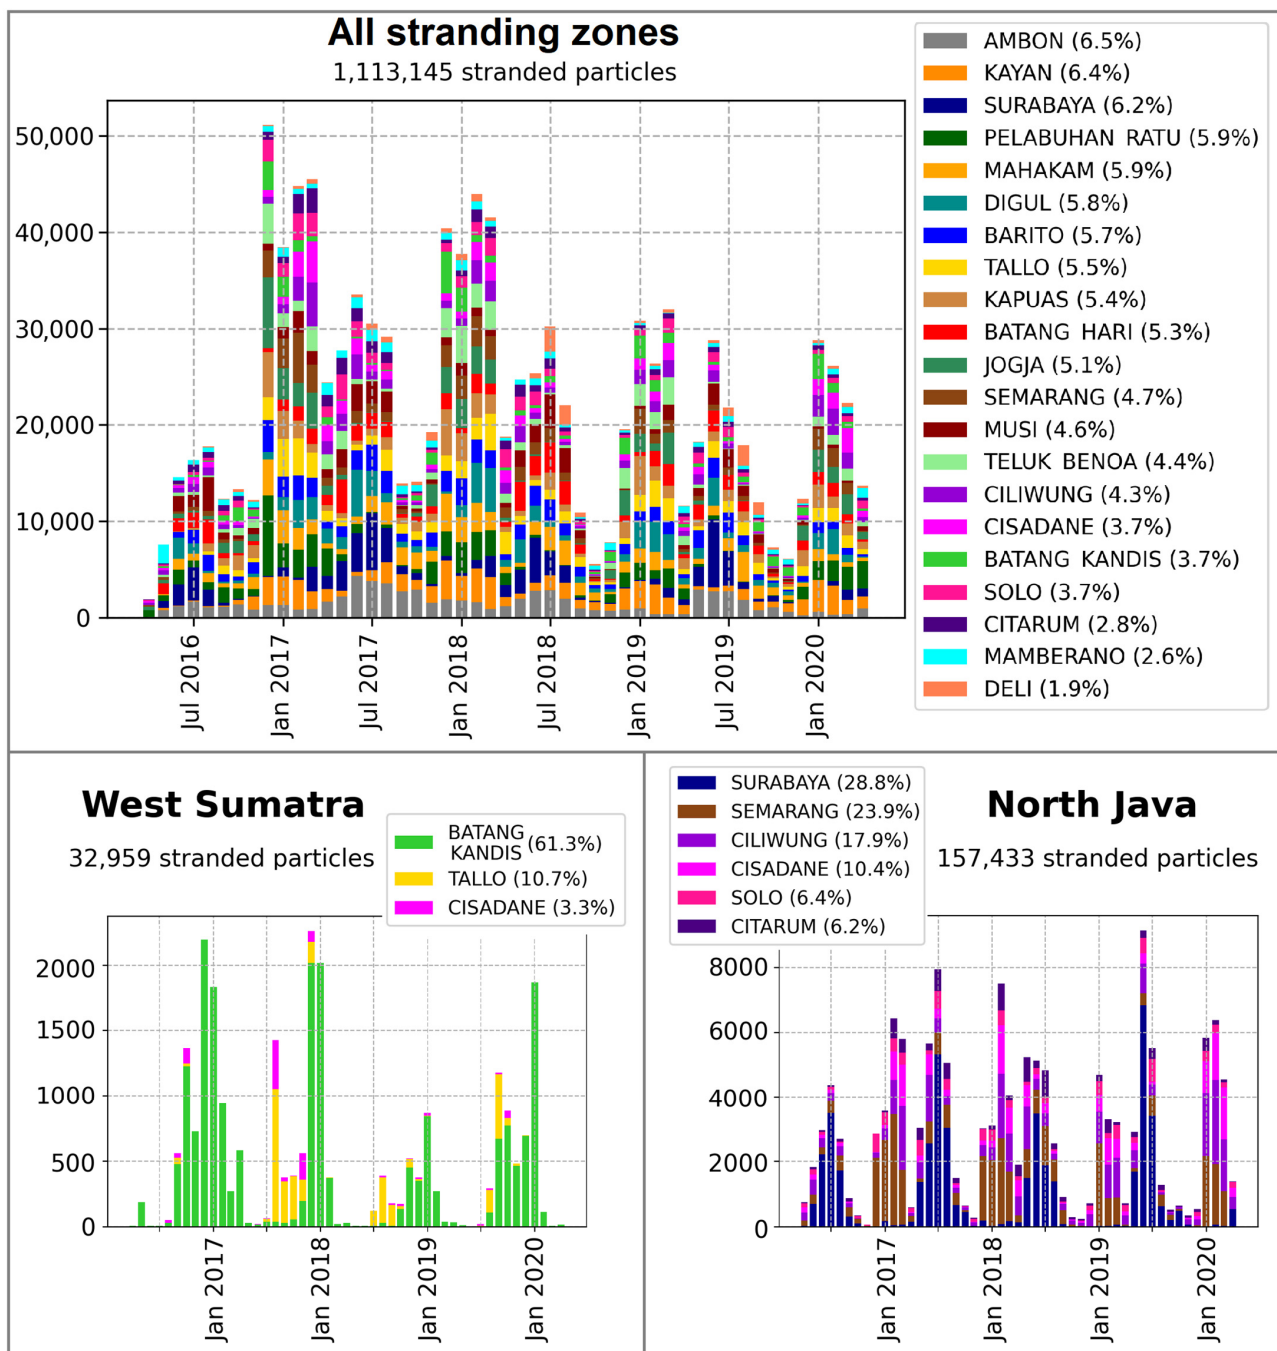 All stranding zones
1,113,145 stranded particles
50,000
40,000
30,000
20,000
10,000
0
Jul 2016
Jan 2017
Jul 2017
Jan 2018
Jul 2018
Jan 2019
Jul 2019
Jan 2020
AMBON (6.5%)
KAYAN (6.4%)
SURABAYA (6.2%)
PELABUHAN RATU (5.9%)
MAHAKAM (5.9%)
DIGUL (5.8%)
BARITO (5.7%)
TALLO (5.5%)
KAPUAS (5.4%)
BATANG HARI (5.3%)
JOGJA (5.1%)
SEMARANG (4.7%)
MUSI (4.6%)
TELUK BENOA (4.4%)
CILIWUNG (4.3%)
CISADANE (3.7%)
BATANG KANDIS (3.7%)
SOLO (3.7%)
CITARUM (2.8%)
MAMBERANO (2.6%)
DELI (1.9%)
West Sumatra
32,959 stranded particles
BATANG
KANDIS (61.3%)
TALLO (10.7%)
CISADANE (3.3%)
2000
1500
1000
500
0
Jan 2017
Jan 2018
Jan 2019
Jan 2020
North Java
157,433 stranded particles
SURABAYA (28.8%)
SEMARANG (23.9%)
CILIWUNG (17.9%)
CISADANE (10.4%)
SOLO (6.4%)
CITARUM (6.2%)
8000
6000
4000
2000
0
Jan 2017
Jan 2018
Jan 2019
Jan 2020